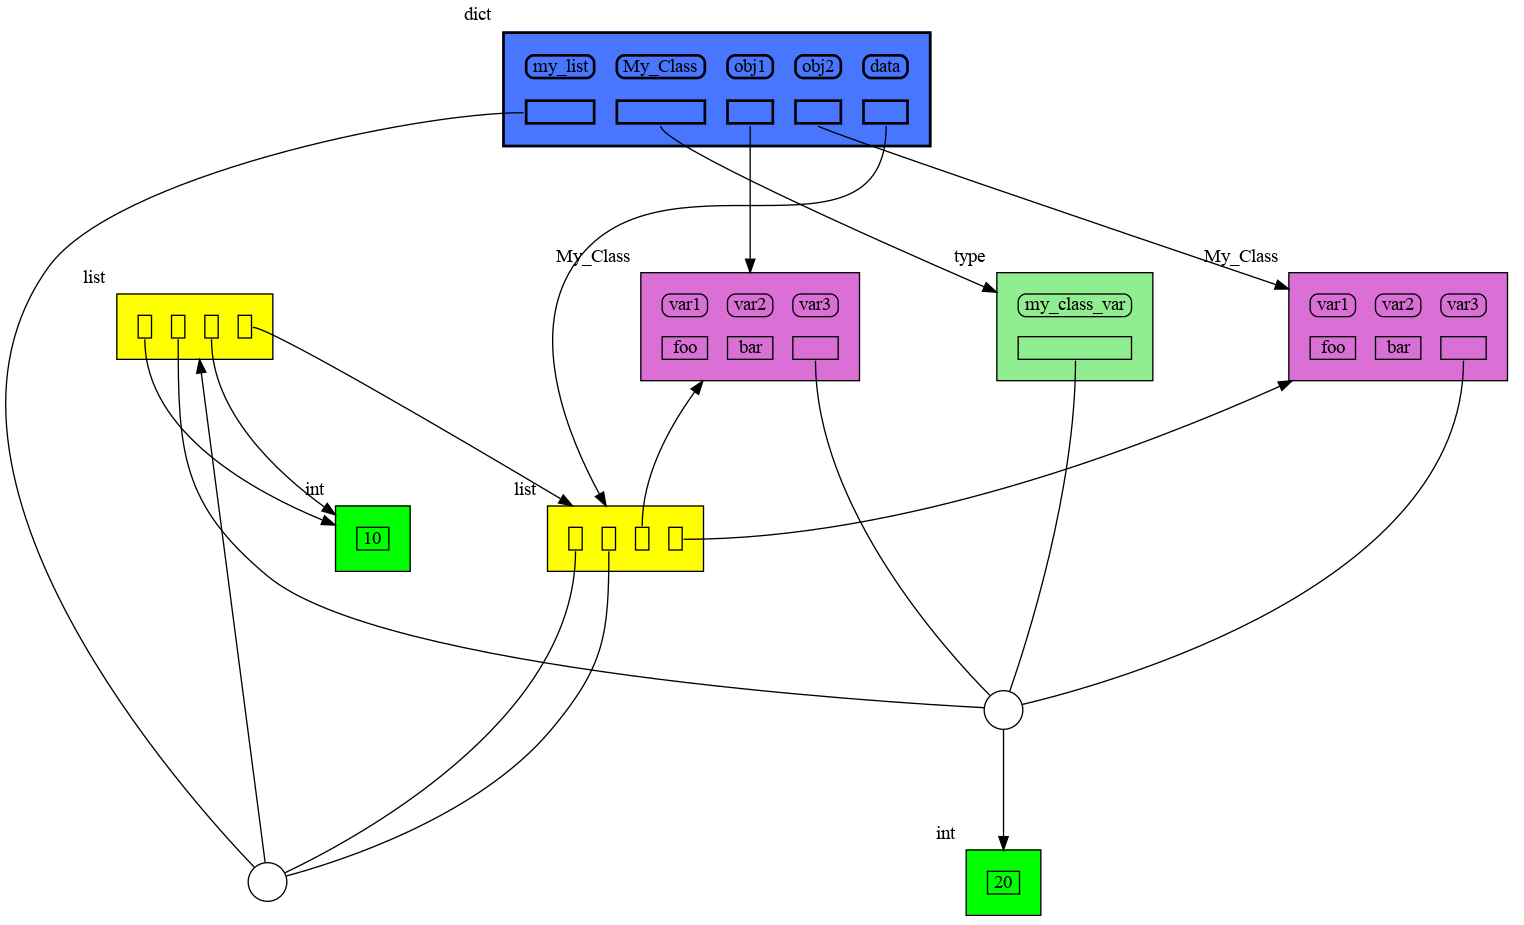 dict
my_list My_Class obj1 obj2 data
My_Class type My_Class
list
var1 var2 var3 my_class_var var1 var2 var3
foo bar foo bar
int list
10
int
20